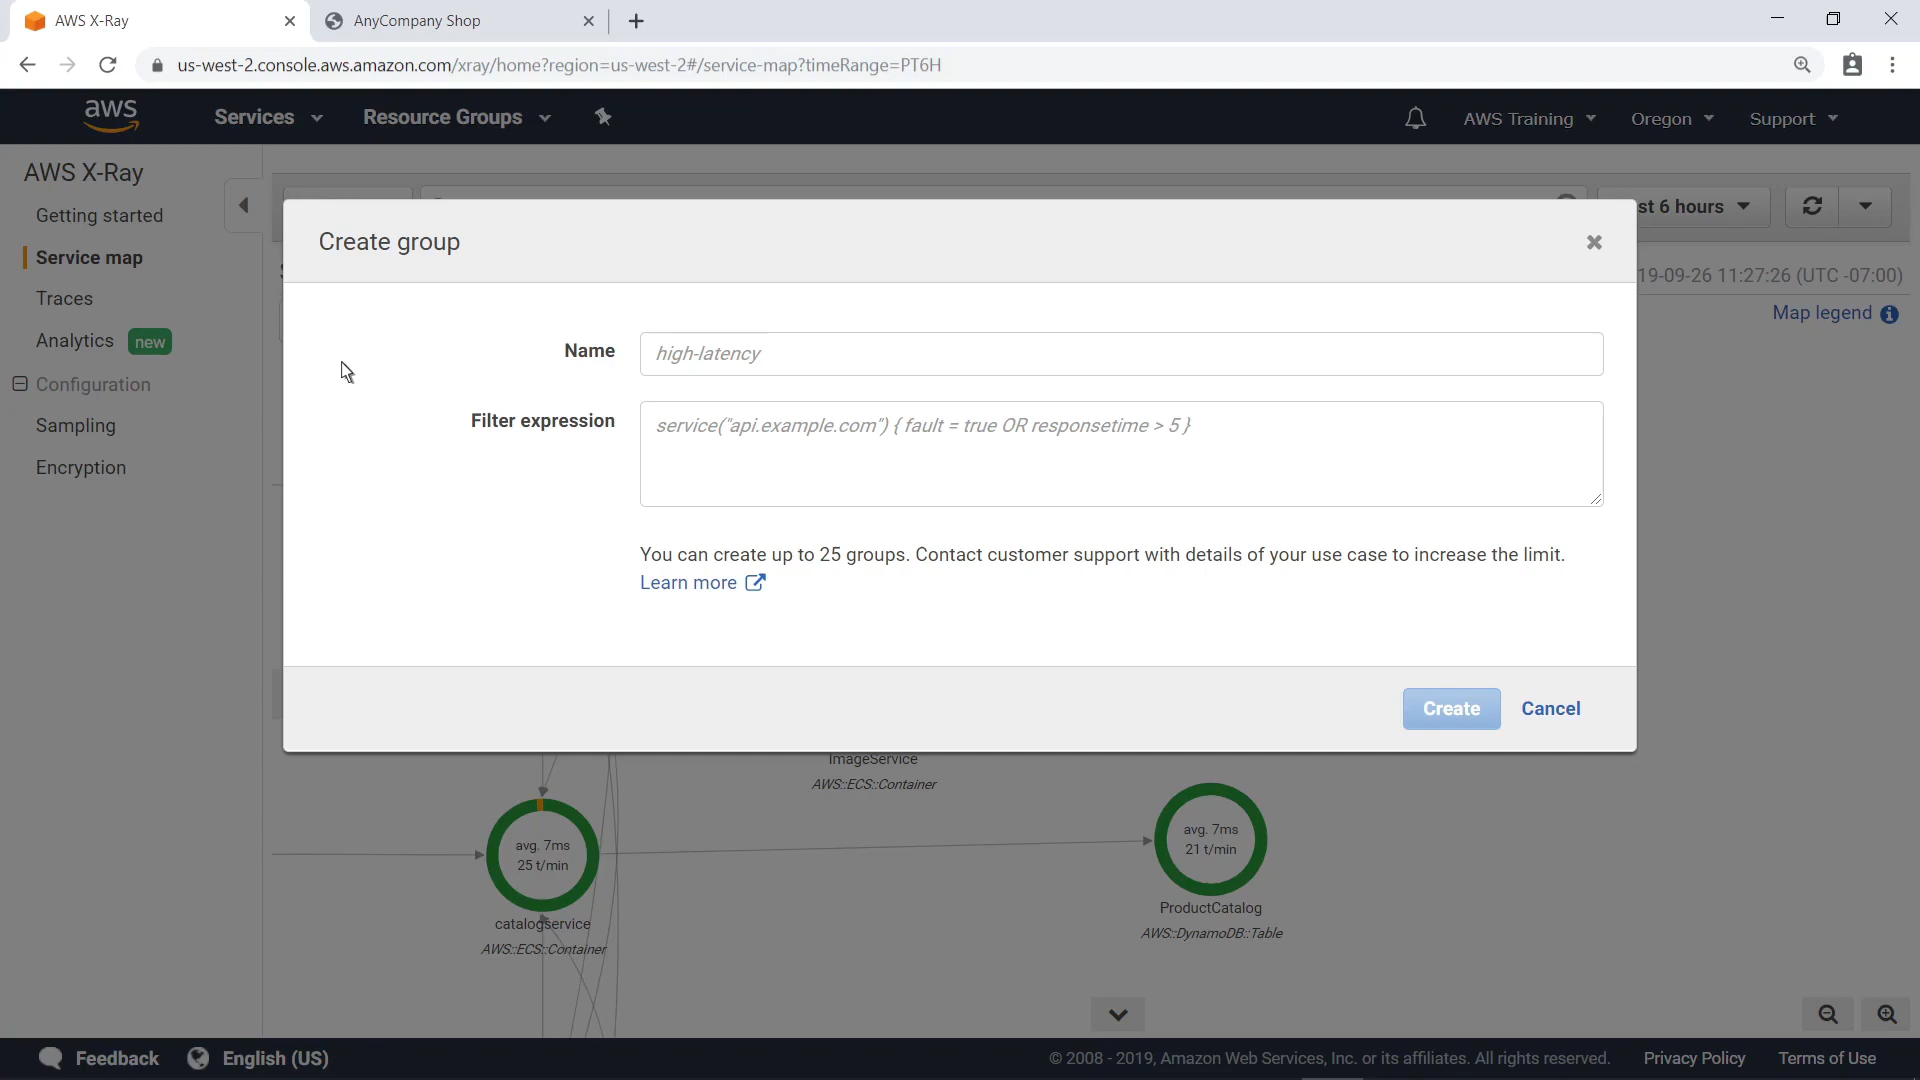 AWS X-Ray
AnyCompany Shop
us-west-2.console.aws.amazon.com/xray/home?region=us-west-2#/service-map?timeRange=PT6H
aws
Services
Resource Groups
AWS Training
Oregon
Support
AWS X-Ray
Getting started
Service map
Traces
Analytics new
Configuration
Sampling
Encryption
st 6 hours
19-09-26 11:27:26 (UTC -07:00)
Map legend
Create group
Name
high-latency
Filter expression
service("api.example.com") { fault = true OR responsetime > 5 }
You can create up to 25 groups. Contact customer support with details of your use case to increase the limit.
Learn more
Create
Cancel
ImageService
AWS::ECS::Container
avg. 7ms
25 t/min
catalogservice
AWS::ECS::Container
avg. 7ms
21 t/min
ProductCatalog
AWS::DynamoDB::Table
Feedback
English (US)
© 2008 - 2019, Amazon Web Services, Inc. or its affiliates. All rights reserved.
Privacy Policy
Terms of Use